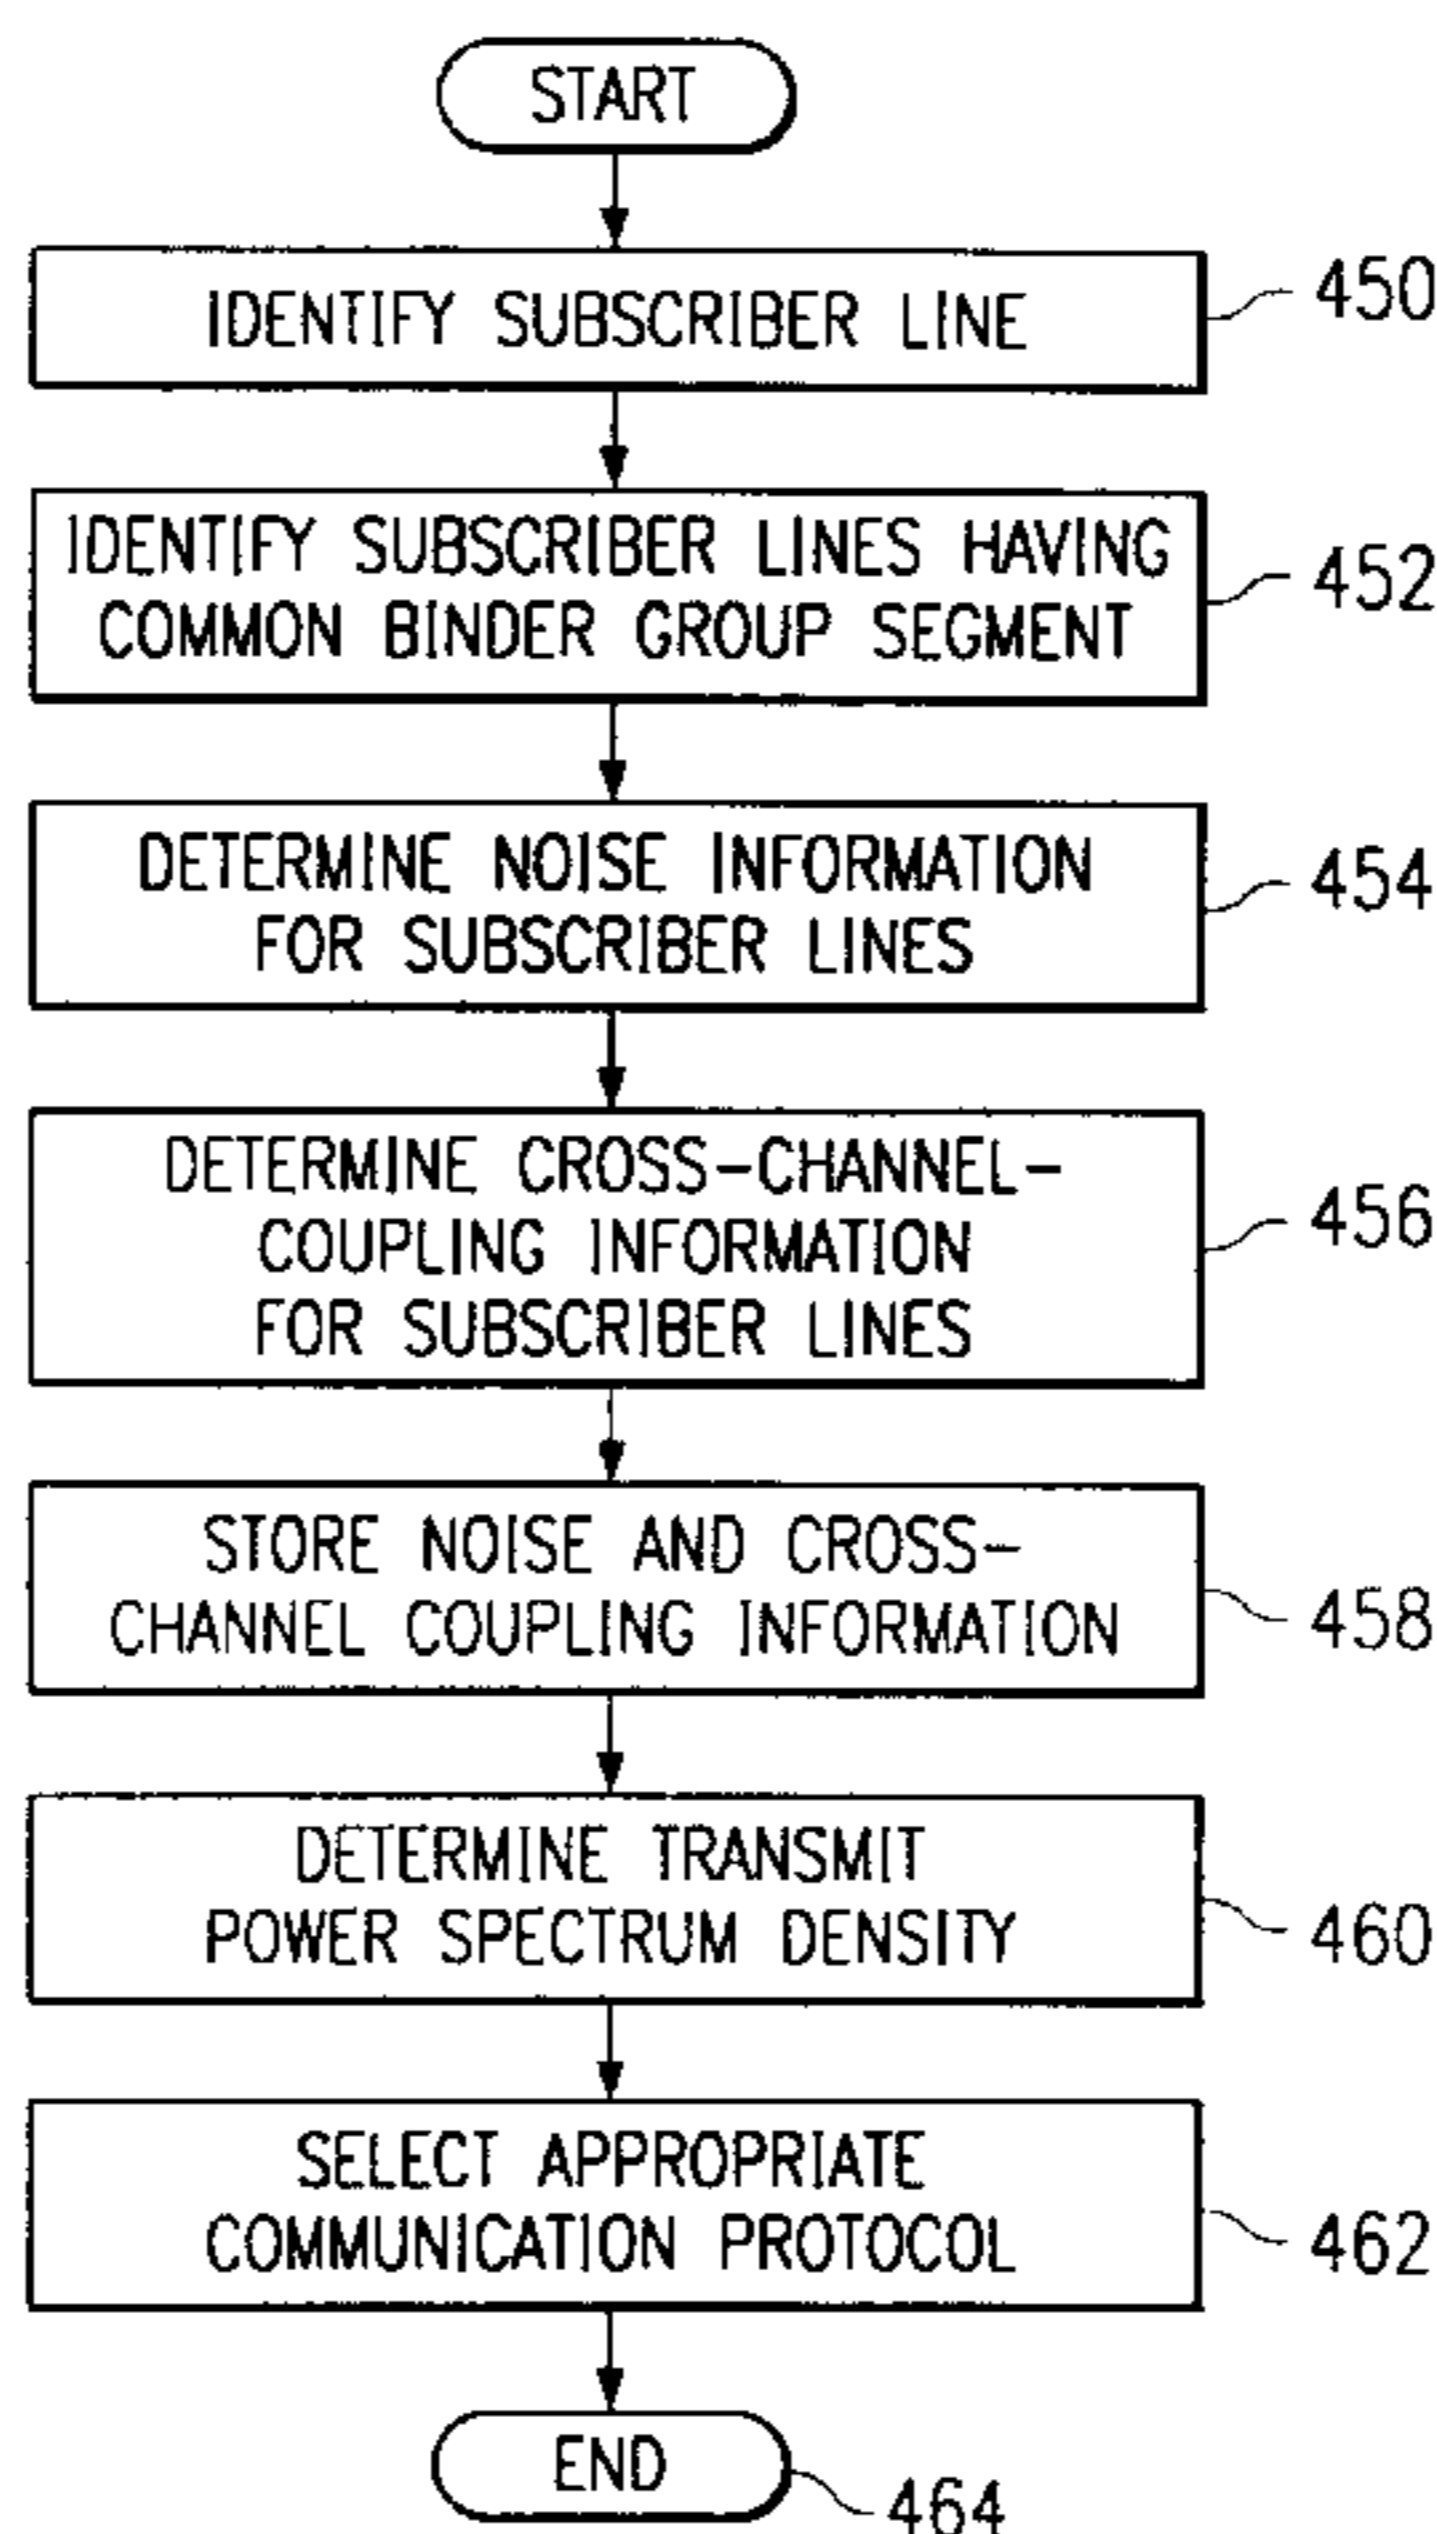 START
IDENTIFY SUBSCRIBER LINE
450
IDENTIFY SUBSCRIBER LINES HAVING
COMMON BINDER GROUP SEGMENT
452
DETERMINE NOISE INFORMATION
FOR SUBSCRIBER LINES
454
DETERMINE CROSS-CHANNEL-
COUPLING INFORMATION
FOR SUBSCRIBER LINES
456
STORE NOISE AND CROSS-
CHANNEL COUPLING INFORMATION
458
DETERMINE TRANSMIT
POWER SPECTRUM DENSITY
460
SELECT APPROPRIATE
COMMUNICATION PROTOCOL
462
END
464